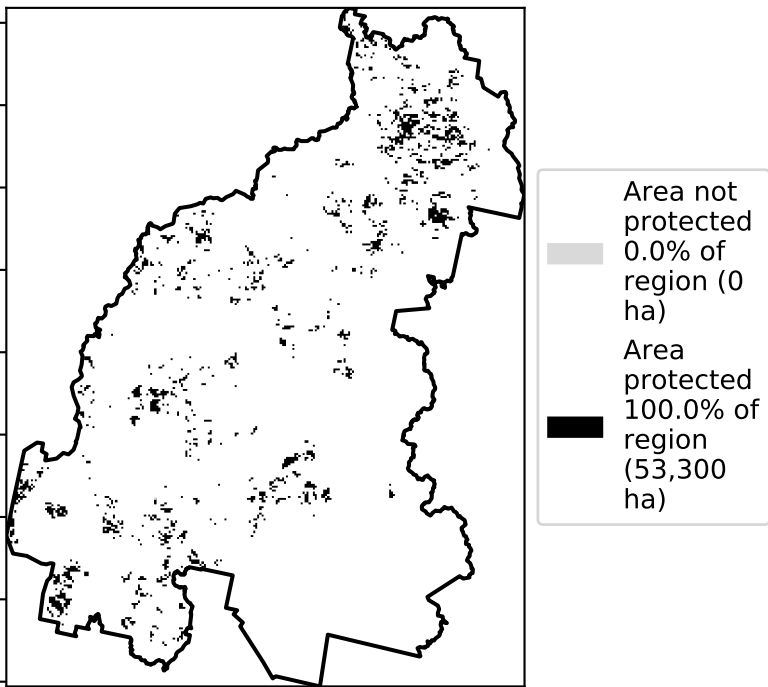 Area not
protected
0.0% of
region (0
ha)
Area
protected
100.0% of
region
(53,300
ha)